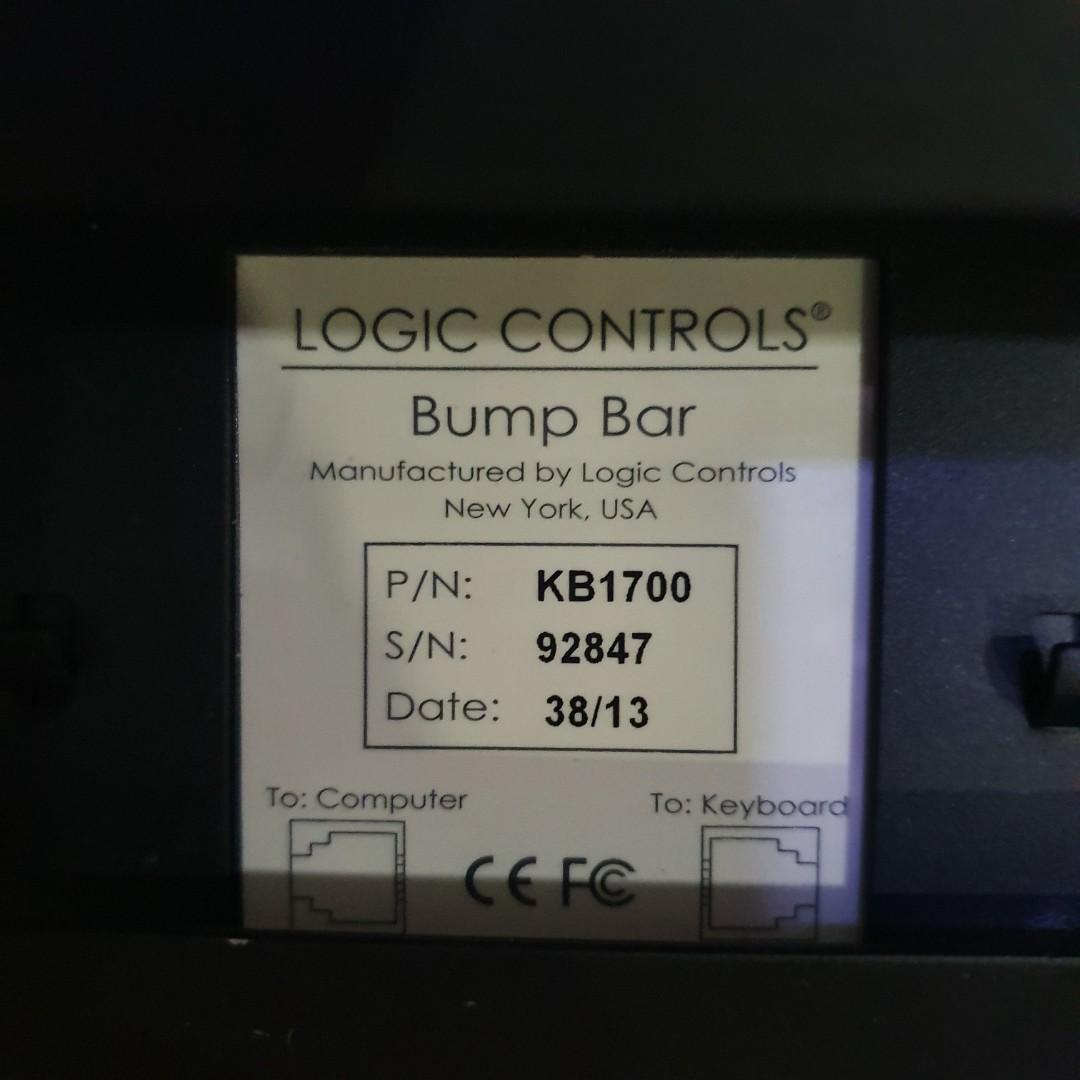 LOGIC CONTROLS®
Bump Bar
Manufactured by Logic Controls
New York, USA
P/N: KB1700
S/N: 92847
Date: 38/13
To: Computer To: Keyboard
CE FC